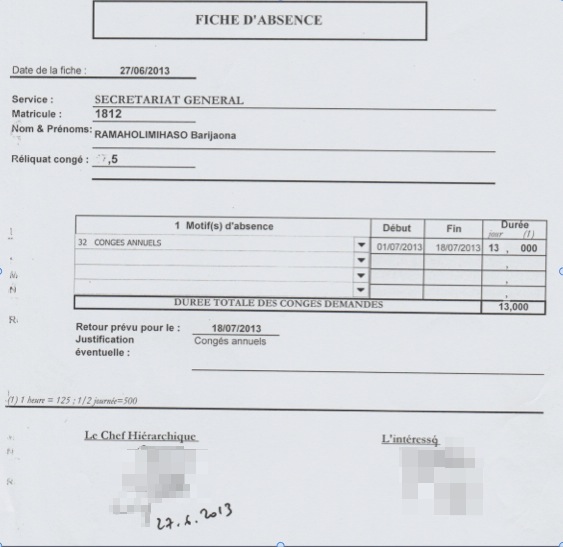 FICHE D'ABSENCE
Date de la fiche : 27/06/2013
Service : SECRETARIAT GENERAL
Matricule : 1812
Nom & Prénoms: RAMAHOLIMIHASO Barijaona
Réliquat congé : ,5
1 Motif(s) d'absence Début Fin Durée
jour (1)
32 CONGES ANNUELS 01/07/2013 18/07/2013 13 , 000
,
,
,
DUREE TOTALE DES CONGES DEMANDES 13,000
Retour prévu pour le : 18/07/2013
Justification Congés annuels
éventuelle :
(1) 1 heure = 125 ; 1/2 journée=500
Le Chef Hiérarchique L'intéressé
27.6.2013